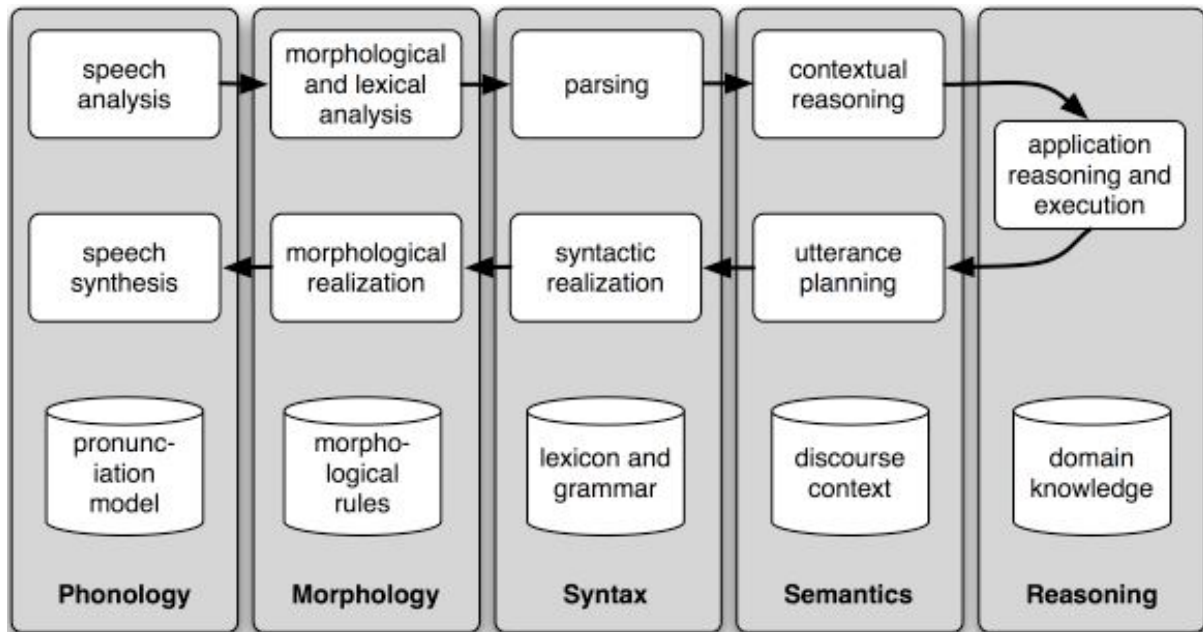 speech
analysis
morphological
and lexical
analysis
parsing
contextual
reasoning
application
reasoning and
execution
speech
synthesis
morphological
realization
syntactic
realization
utterance
planning
pronunc-
iation
model
morpho-
logical
rules
lexicon and
grammar
discourse
context
domain
knowledge
Phonology
Morphology
Syntax
Semantics
Reasoning